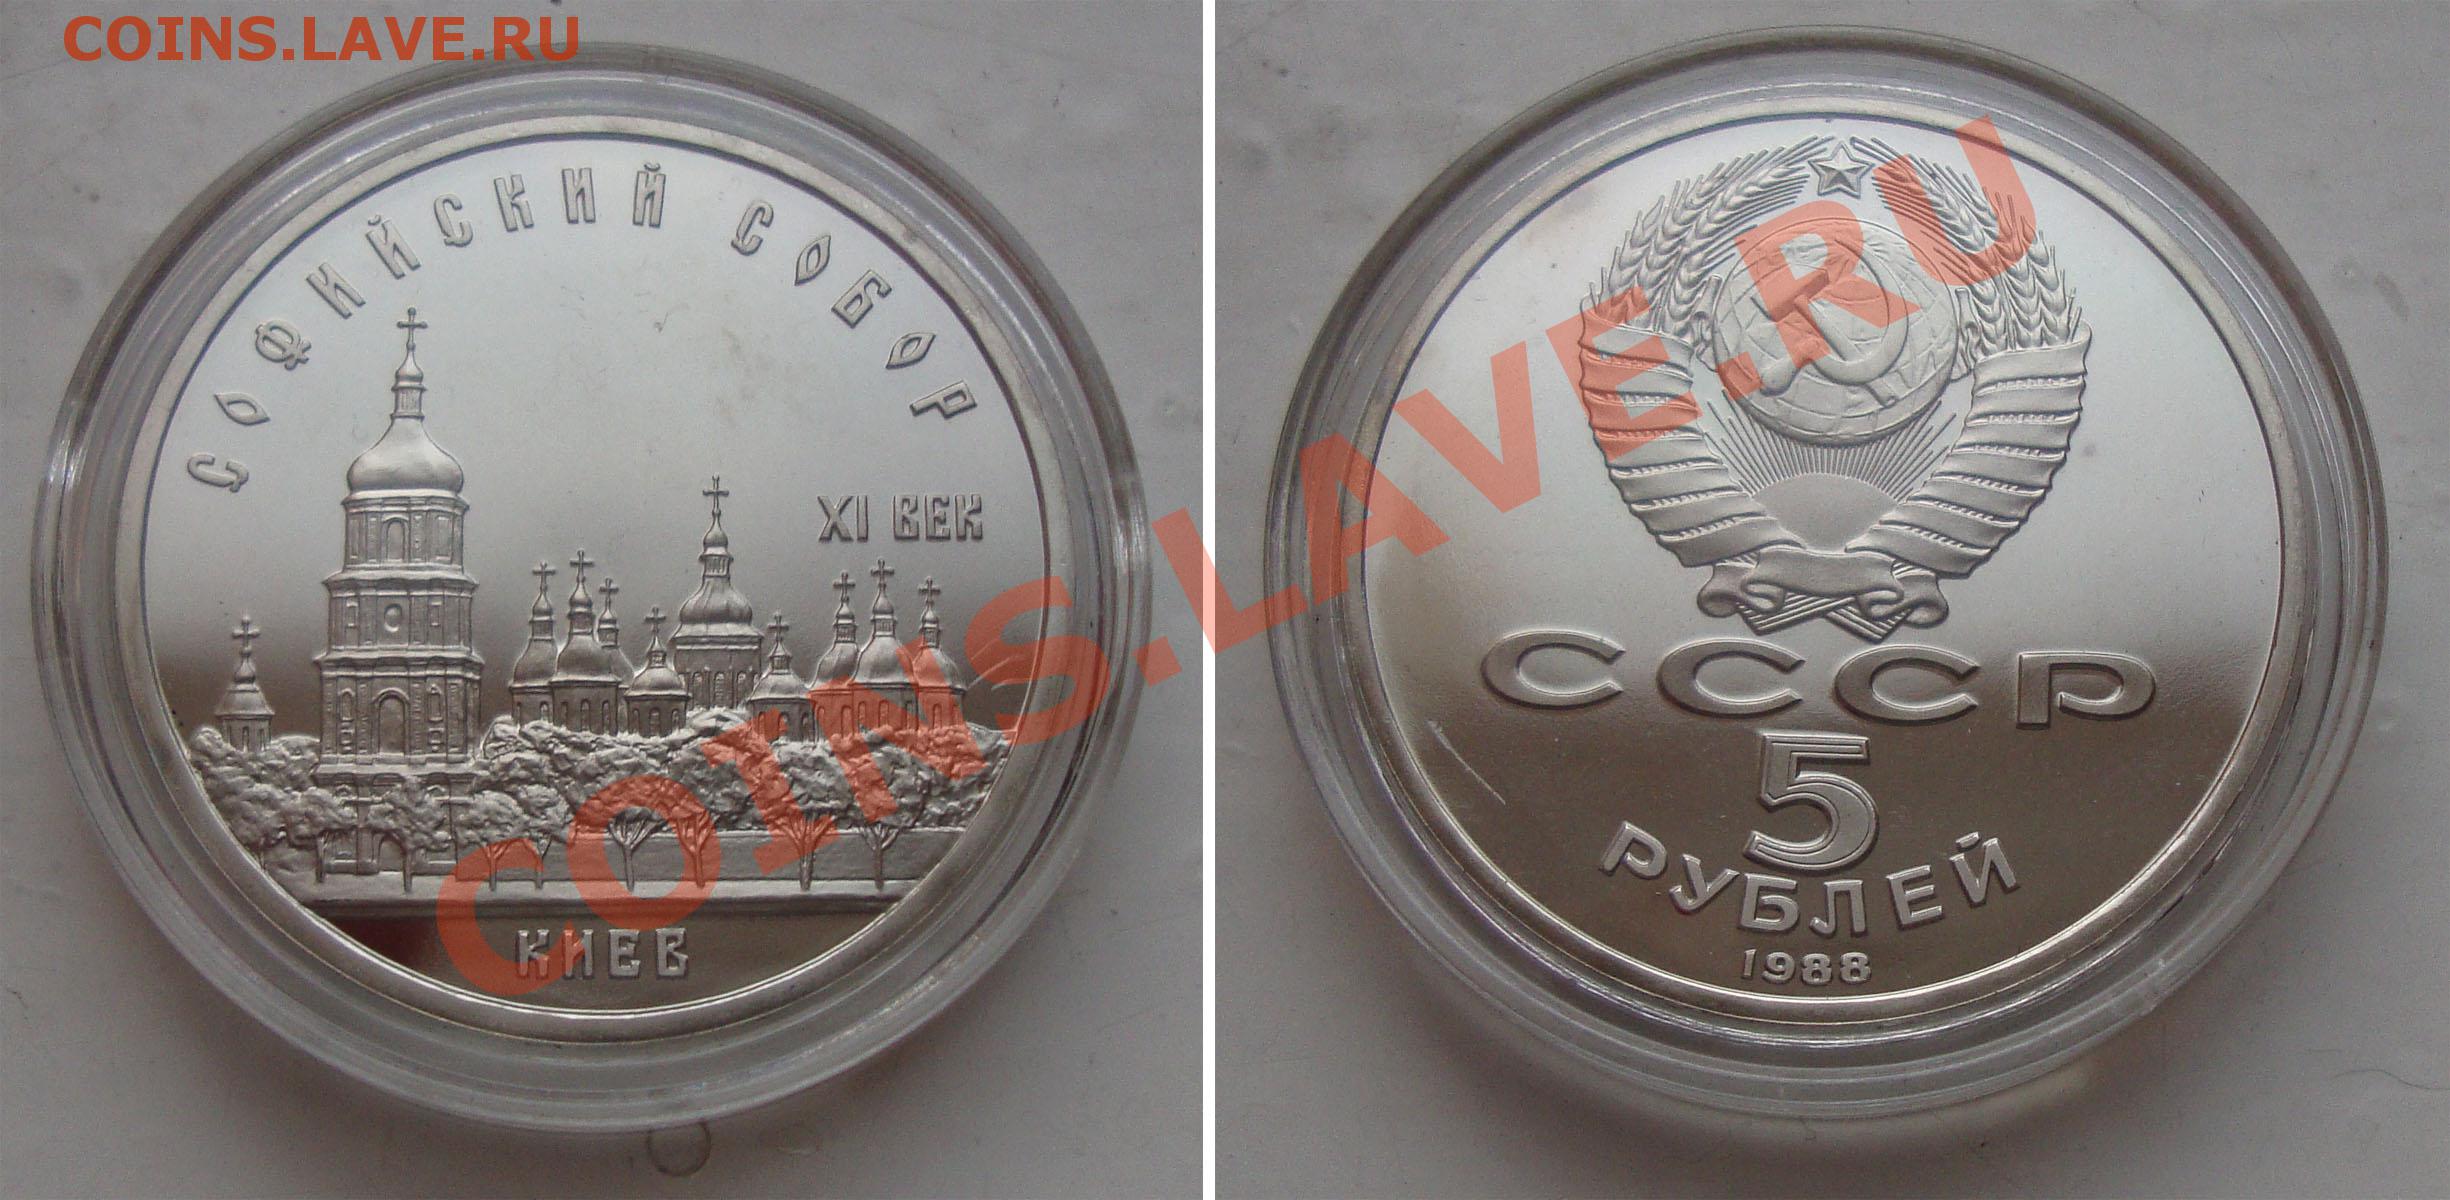 COINS.LAVE.RU
СОФИЙСКИЙ СОБОР
XI ВЕК
КИЕВ
СССР
5
РУБЛЕЙ
1988
COINS.LAVE.RU